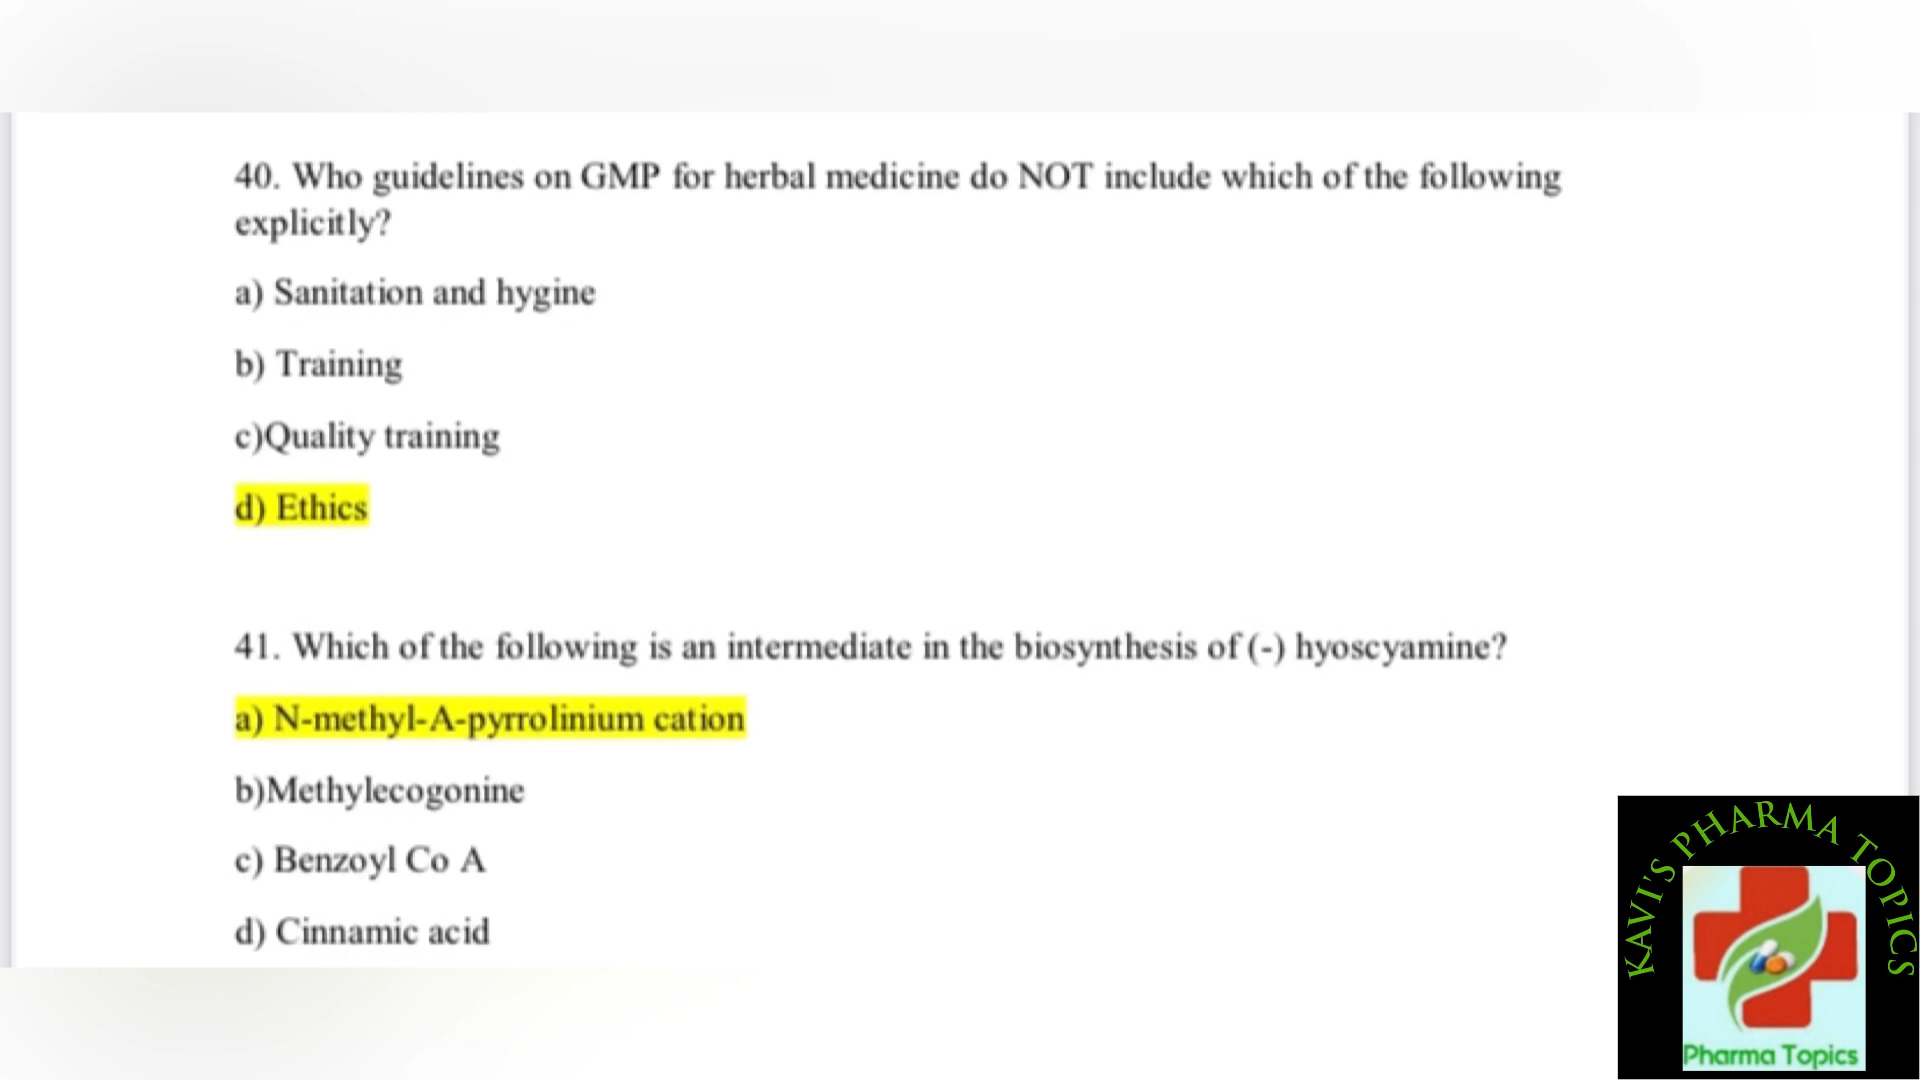 40. Who guidelines on GMP for herbal medicine do NOT include which of the following
explicitly?
a) Sanitation and hygine
b) Training
c)Quality training
d) Ethics
41. Which of the following is an intermediate in the biosynthesis of (-) hyoscyamine?
a) N-methyl-A-pyrrolinium cation
b)Methylecogonine
c) Benzoyl Co A
d) Cinnamic acid
KAVI'S PHARMA TOPICS
Pharma Topics